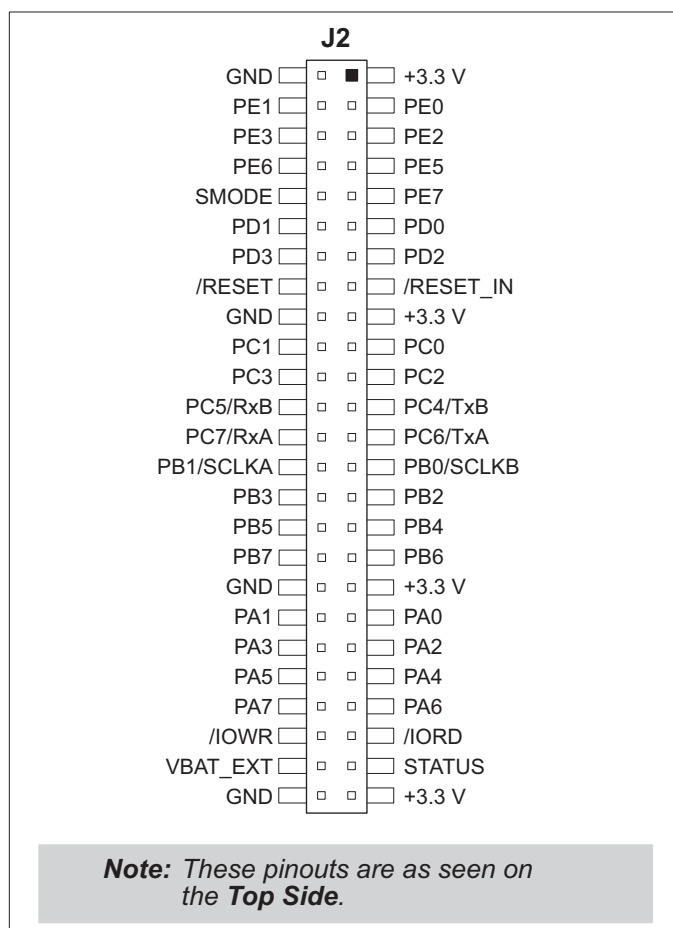 J2
GND +3.3 V
PE1 PE0
PE3 PE2
PE6 PE5
SMODE PE7
PD1 PD0
PD3 PD2
/RESET /RESET_IN
GND +3.3 V
PC1 PC0
PC3 PC2
PC5/RxB PC4/TxB
PC7/RxA PC6/TxA
PB1/SCLKA PB0/SCLKB
PB3 PB2
PB5 PB4
PB7 PB6
GND +3.3 V
PA1 PA0
PA3 PA2
PA5 PA4
PA7 PA6
/IOWR /IORD
VBAT_EXT STATUS
GND +3.3 V
Note: These pinouts are as seen on
the Top Side.